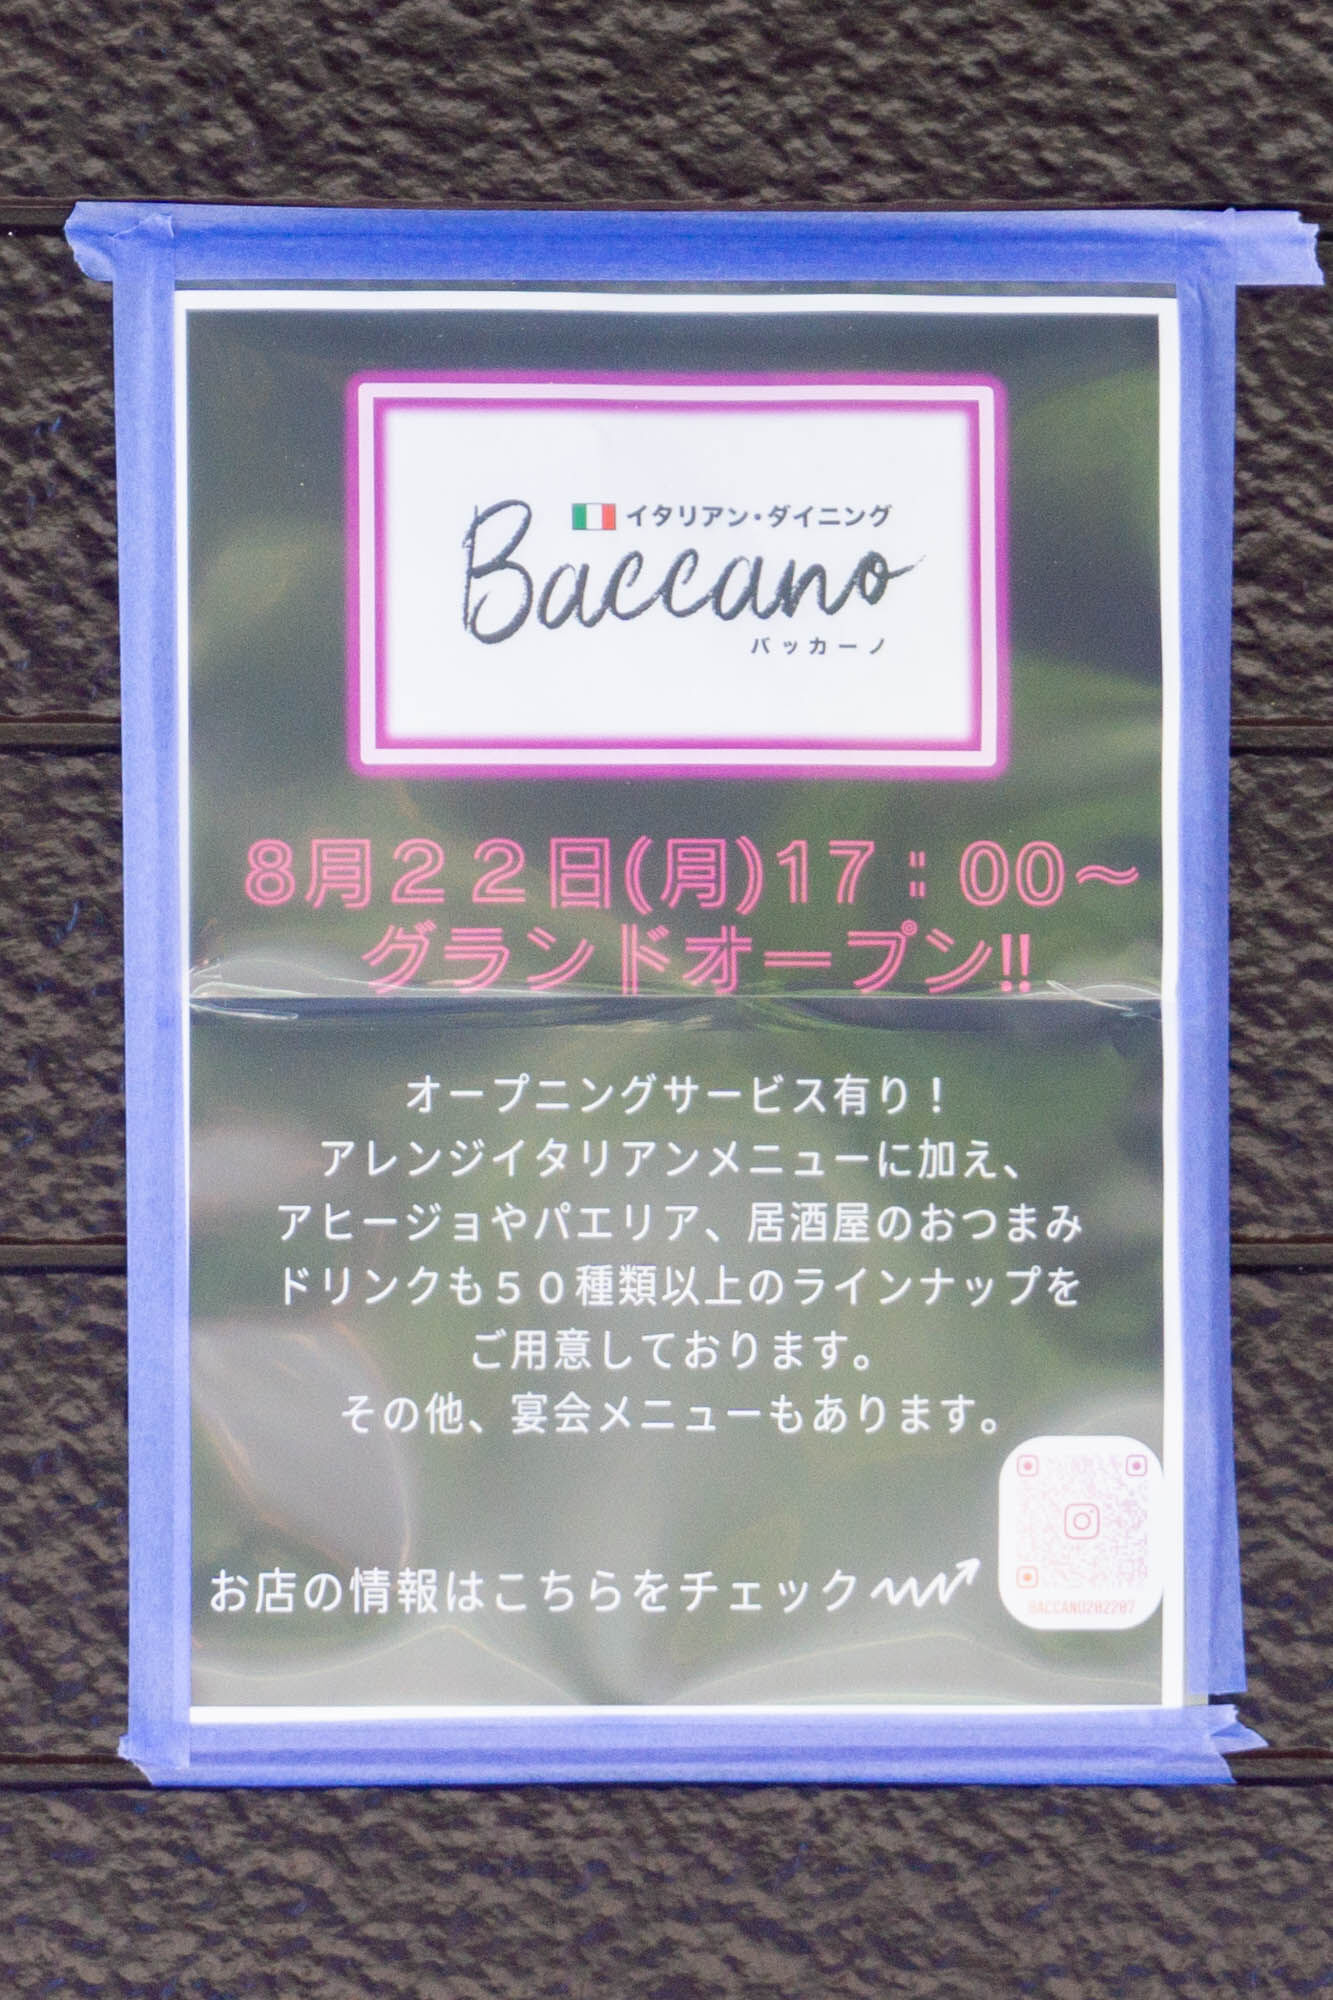 イタリアン・ダイニング
Baccano
バッカーノ
8月２２日(月)17：00～
グランドオープン!!
オープニングサービス有り！
アレンジイタリアンメニューに加え、
アヒージョやパエリア、居酒屋のおつまみ
ドリンクも５０種類以上のラインナップを
ご用意しております。
その他、宴会メニューもあります。
お店の情報はこちらをチェック
BACCANO202207